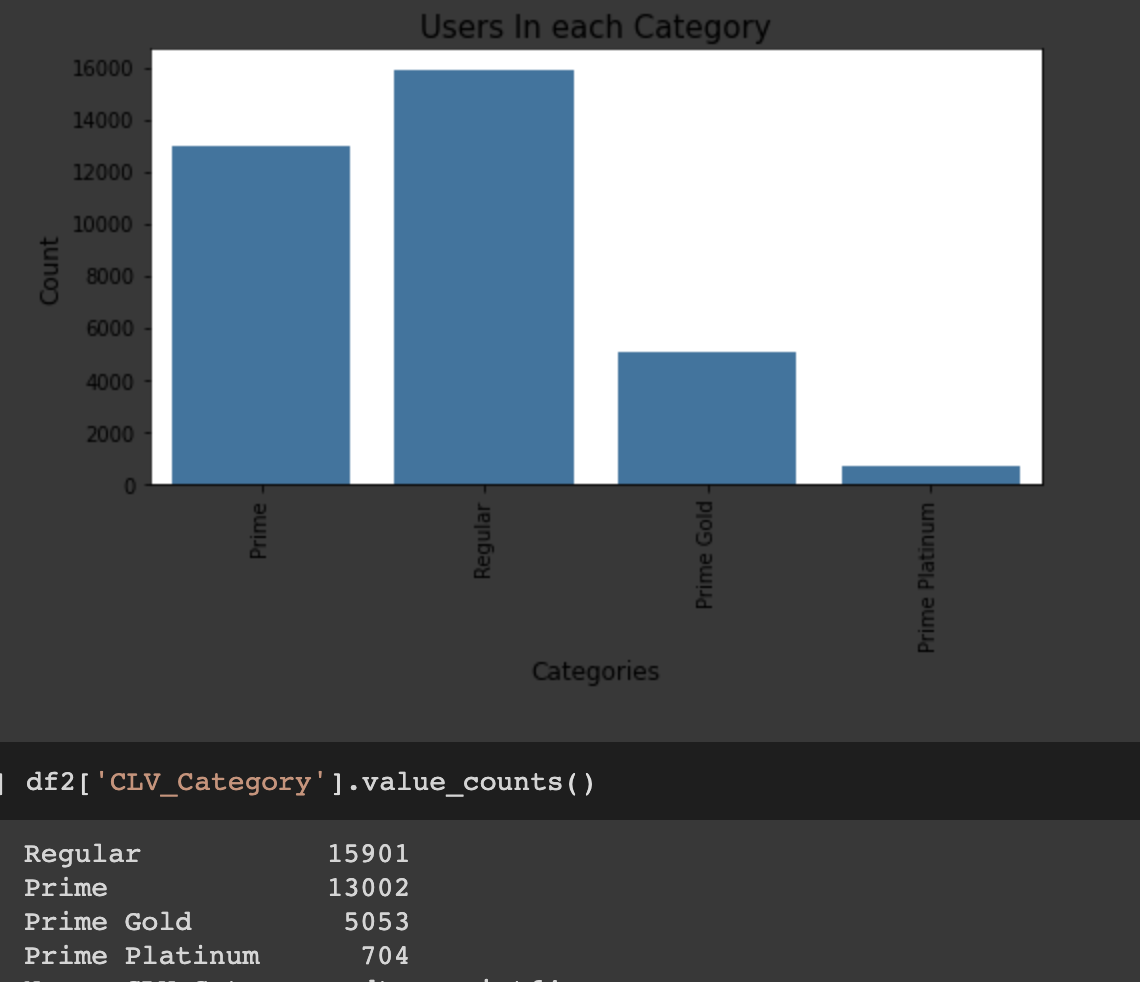 Users In each Category
16000
14000
12000
10000
8000
6000
4000
2000
0
Count
Prime
Regular
Prime Gold
Prime Platinum
Categories
df2['CLV_Category'].value_counts()
Regular 15901
Prime 13002
Prime Gold 5053
Prime Platinum 704